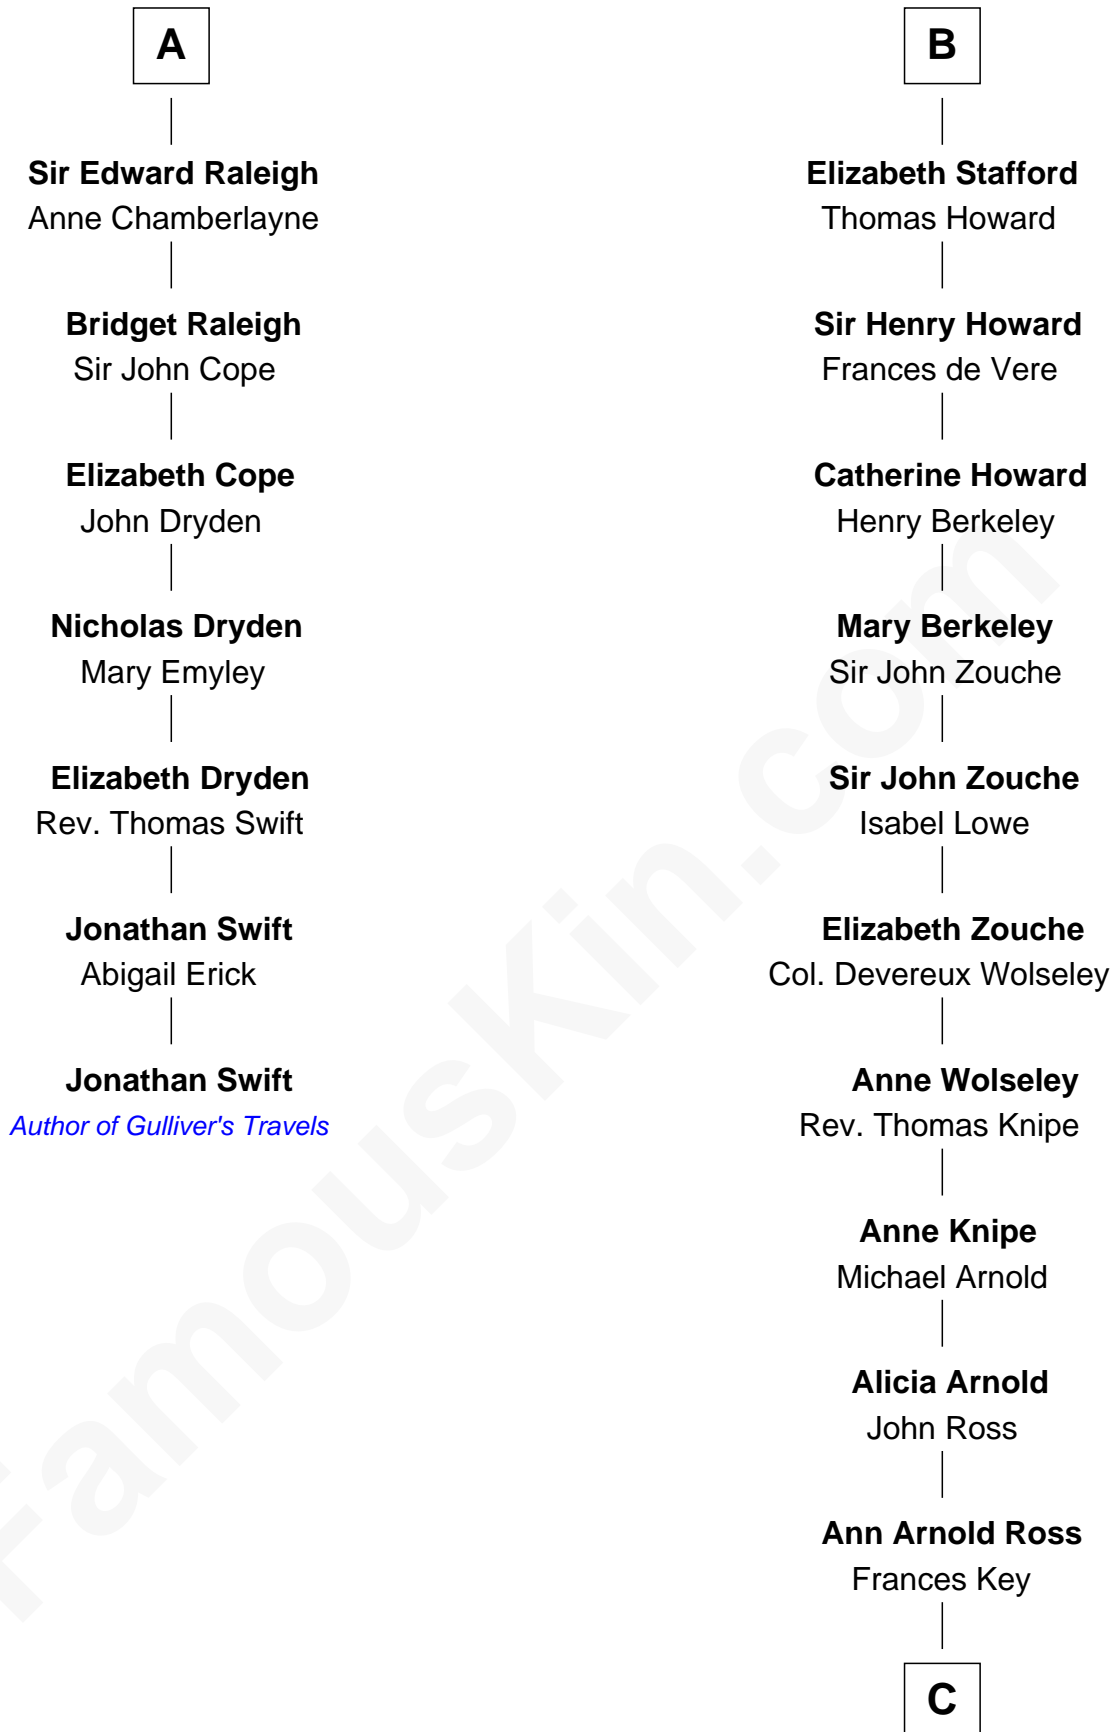 A
Sir Edward Raleigh
Anne Chamberlayne
Bridget Raleigh
Sir John Cope
Elizabeth Cope
John Dryden
Nicholas Dryden
Mary Emyley
Elizabeth Dryden
Rev. Thomas Swift
Jonathan Swift
Abigail Erick
Jonathan Swift
Author of Gulliver's Travels
B
Elizabeth Stafford
Thomas Howard
Sir Henry Howard
Frances de Vere
Catherine Howard
Henry Berkeley
Mary Berkeley
Sir John Zouche
Sir John Zouche
Isabel Lowe
Elizabeth Zouche
Col. Devereux Wolseley
Anne Wolseley
Rev. Thomas Knipe
Anne Knipe
Michael Arnold
Alicia Arnold
John Ross
Ann Arnold Ross
Frances Key
C
FamousKin.com